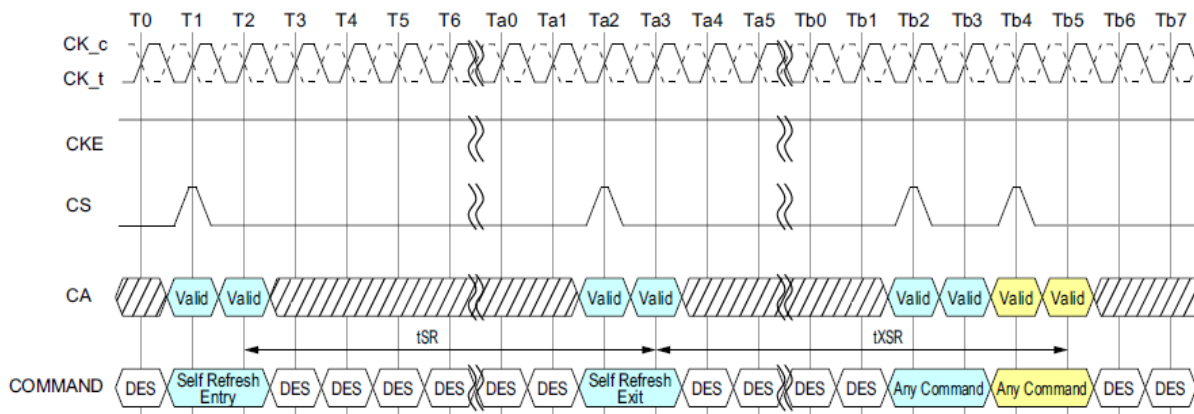 T0 T1 T2 T3 T4 T5 T6 Ta0 Ta1 Ta2 Ta3 Ta4 Ta5 Tb0 Tb1 Tb2 Tb3 Tb4 Tb5 Tb6 Tb7
CK_c
CK_t
CKE
CS
CA Valid Valid Valid Valid Valid Valid Valid Valid
tSR tXSR
COMMAND DES Self Refresh Entry DES DES DES DES DES DES Self Refresh Exit DES DES DES DES Any Command Any Command DES DES